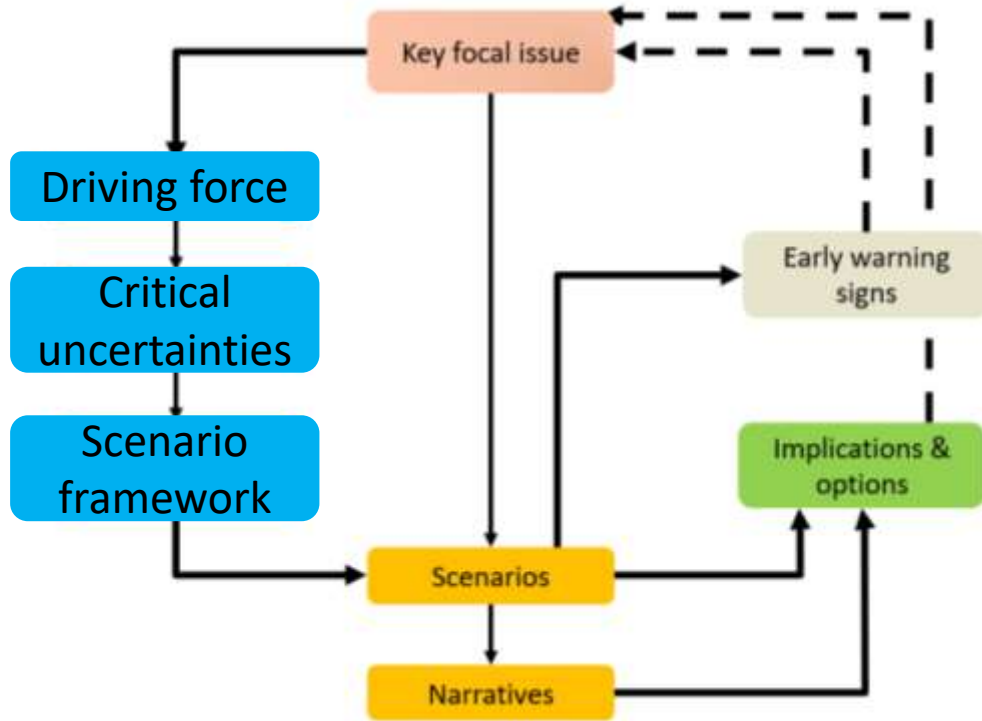 Key focal issue
Driving force
Critical
uncertainties
Scenario
framework
Early warning
signs
Implications &
options
Scenarios
Narratives